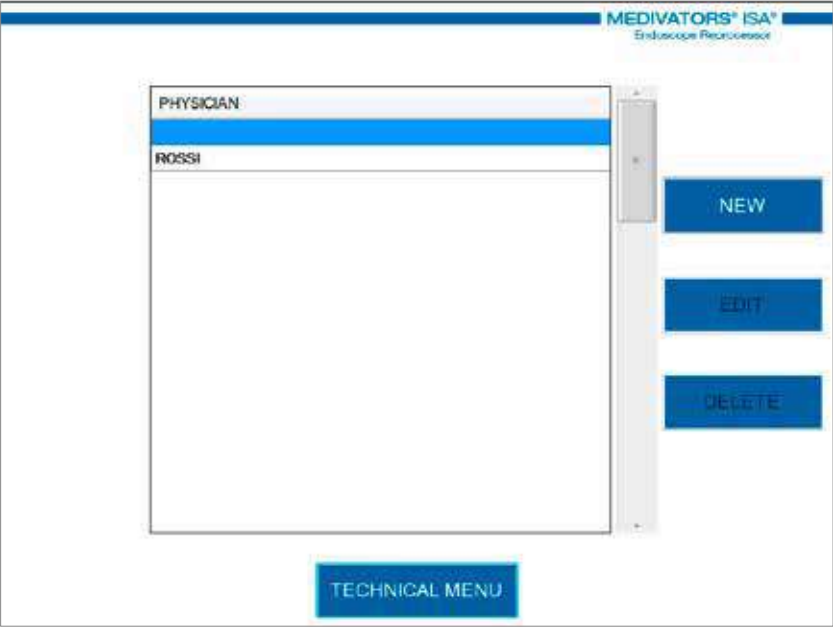 MEDIVATORS® ISA®
Endoscope Reprocessor
PHYSICIAN
ROSSI
NEW
EDIT
DELETE
TECHNICAL MENU